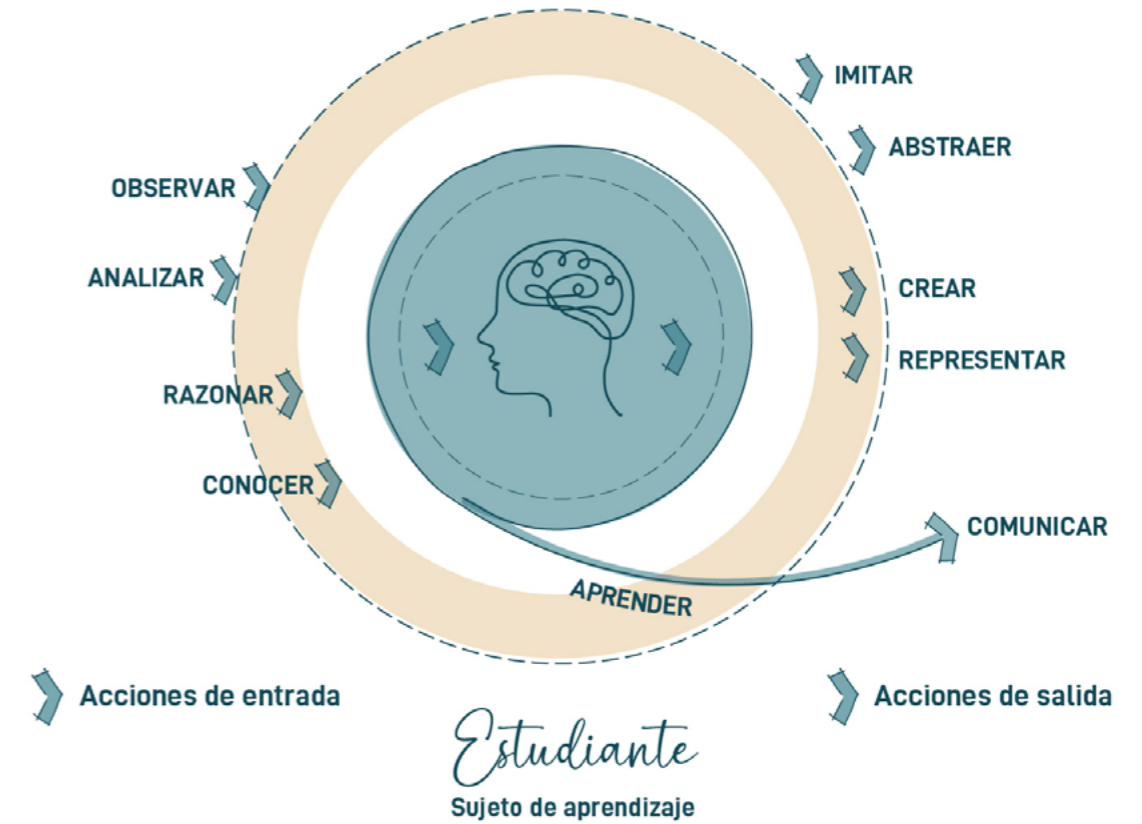 IMITAR
ABSTRAER
OBSERVAR
ANALIZAR
CREAR
REPRESENTAR
RAZONAR
CONOCER
COMUNICAR
APRENDER
Acciones de entrada
Acciones de salida
Estudiante
Sujeto de aprendizaje